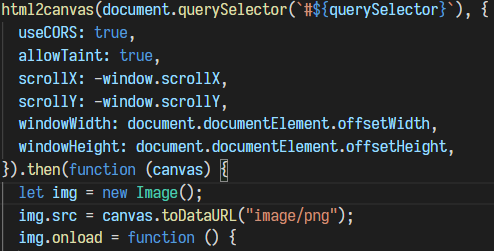 html2canvas(document.querySelector(`#${querySelector}`), {
useCORS: true,
allowTaint: true,
scrollX: -window.scrollX,
scrollY: -window.scrollY,
windowWidth: document.documentElement.offsetWidth,
windowHeight: document.documentElement.offsetHeight,
}).then(function (canvas) {
let img = new Image();
img.src = canvas.toDataURL("image/png");
img.onload = function () {